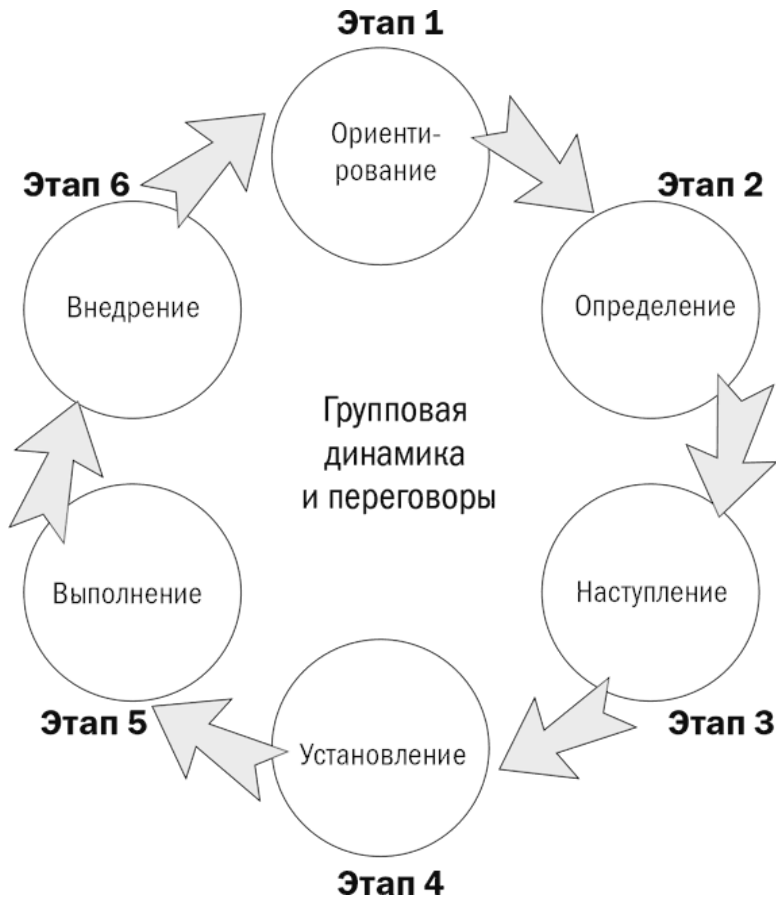 Этап 1
Ориенти-
рование
Этап 2
Определение
Этап 3
Наступление
Этап 4
Установление
Этап 5
Выполнение
Этап 6
Внедрение
Групповая
динамика
и переговоры